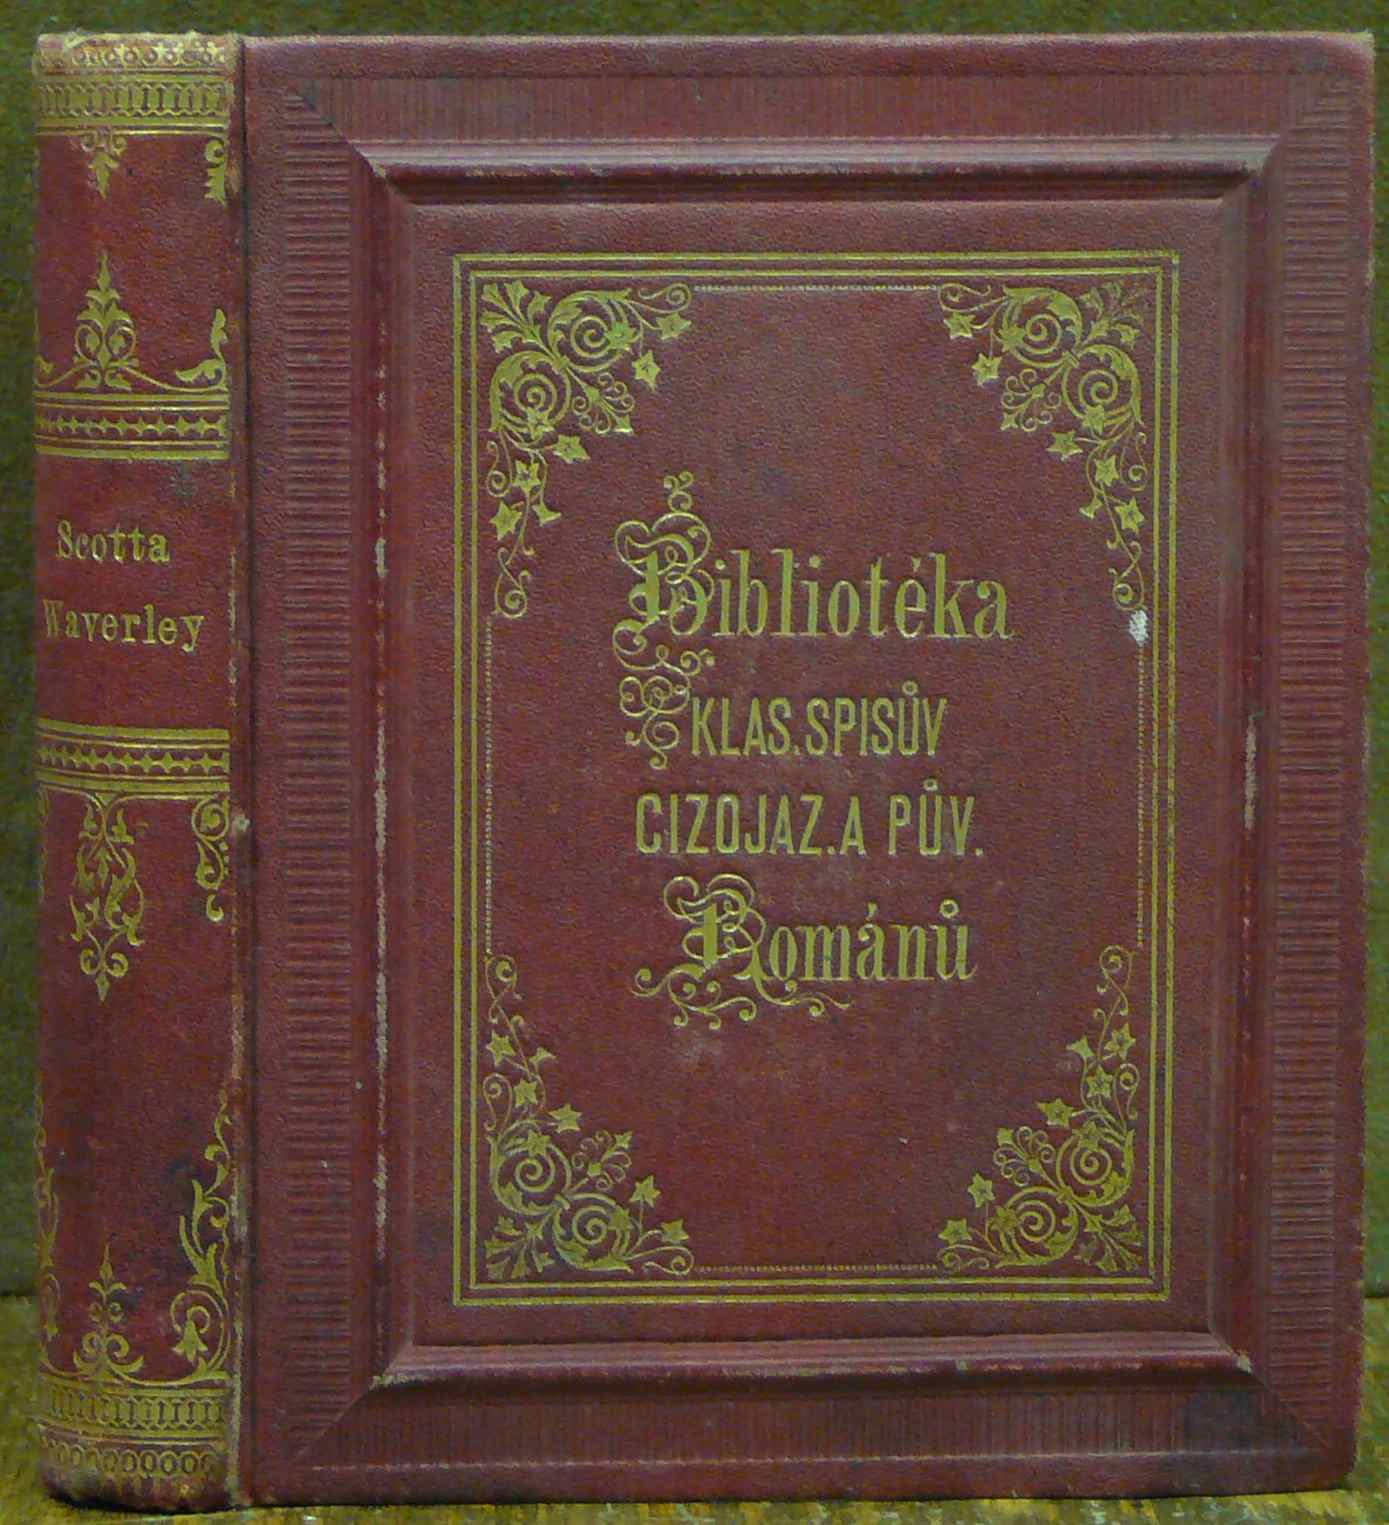 Scotta
Waverley
Bibliotéka
KLAS. SPISŮV
CIZOJAZ. A PŮV.
Románů